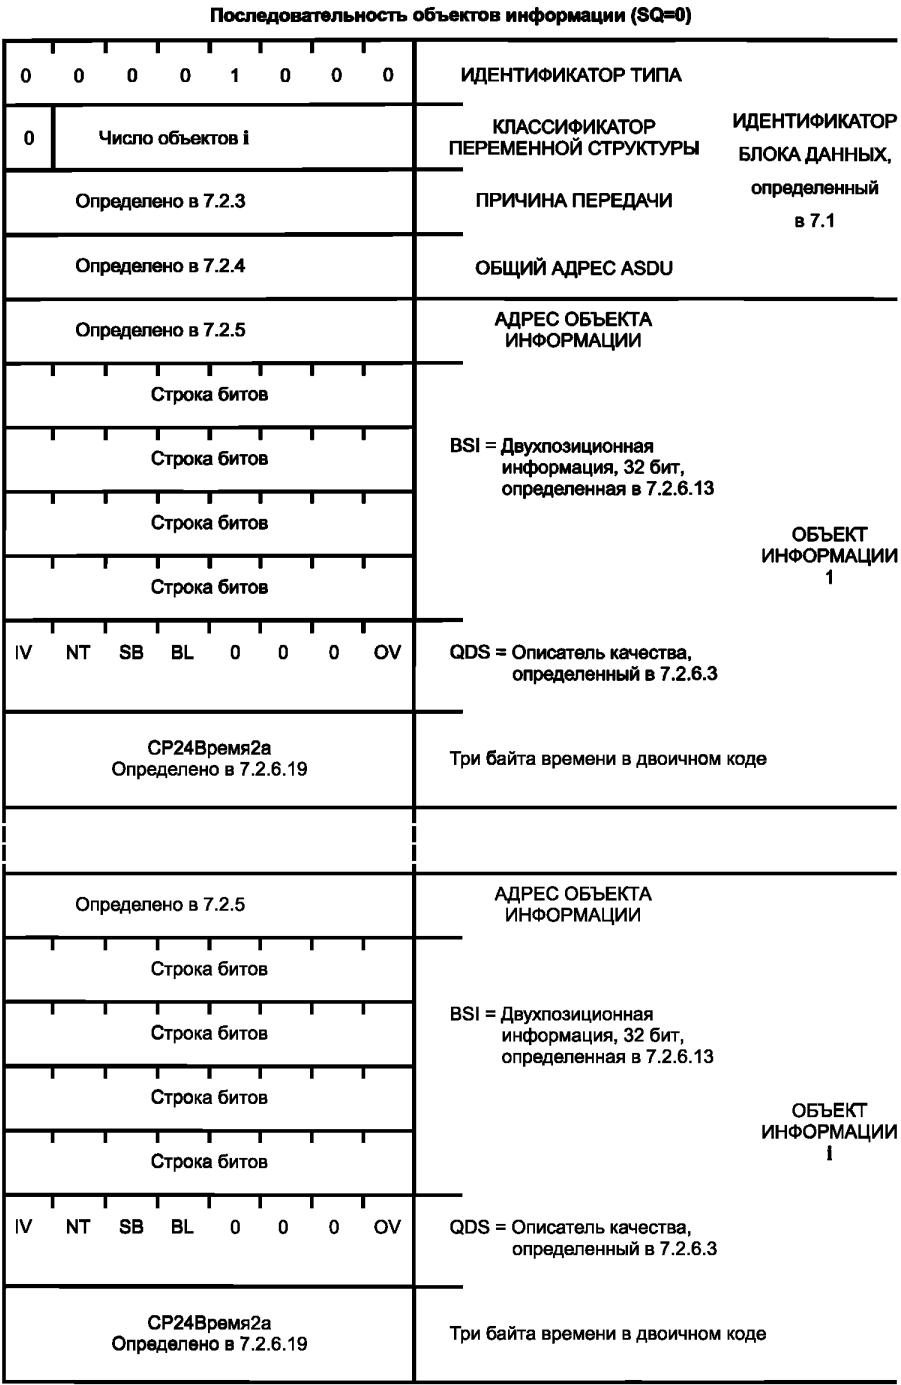 Последовательность объектов информации (SQ=0)
0 0 0 0 1 0 0 0 ИДЕНТИФИКАТОР ТИПА
0 Число объектов i
КЛАССИФИКАТОР
ПЕРЕМЕННОЙ СТРУКТУРЫ
ИДЕНТИФИКАТОР
БЛОКА ДАННЫХ,
определенный
в 7.1
Определено в 7.2.3 ПРИЧИНА ПЕРЕДАЧИ
Определено в 7.2.4 ОБЩИЙ АДРЕС ASDU
Определено в 7.2.5
АДРЕС ОБЪЕКТА
ИНФОРМАЦИИ
Строка битов
Строка битов
Строка битов
Строка битов
BSI = Двухпозиционная
информация, 32 бит,
определенная в 7.2.6.13
ОБЪЕКТ
ИНФОРМАЦИИ
1
IV NT SB BL 0 0 0 OV
QDS = Описатель качества,
определенный в 7.2.6.3
CP24Время2a
Определено в 7.2.6.19
Три байта времени в двоичном коде
Определено в 7.2.5
АДРЕС ОБЪЕКТА
ИНФОРМАЦИИ
Строка битов
Строка битов
Строка битов
Строка битов
BSI = Двухпозиционная
информация, 32 бит,
определенная в 7.2.6.13
ОБЪЕКТ
ИНФОРМАЦИИ
i
IV NT SB BL 0 0 0 OV
QDS = Описатель качества,
определенный в 7.2.6.3
CP24Время2a
Определено в 7.2.6.19
Три байта времени в двоичном коде